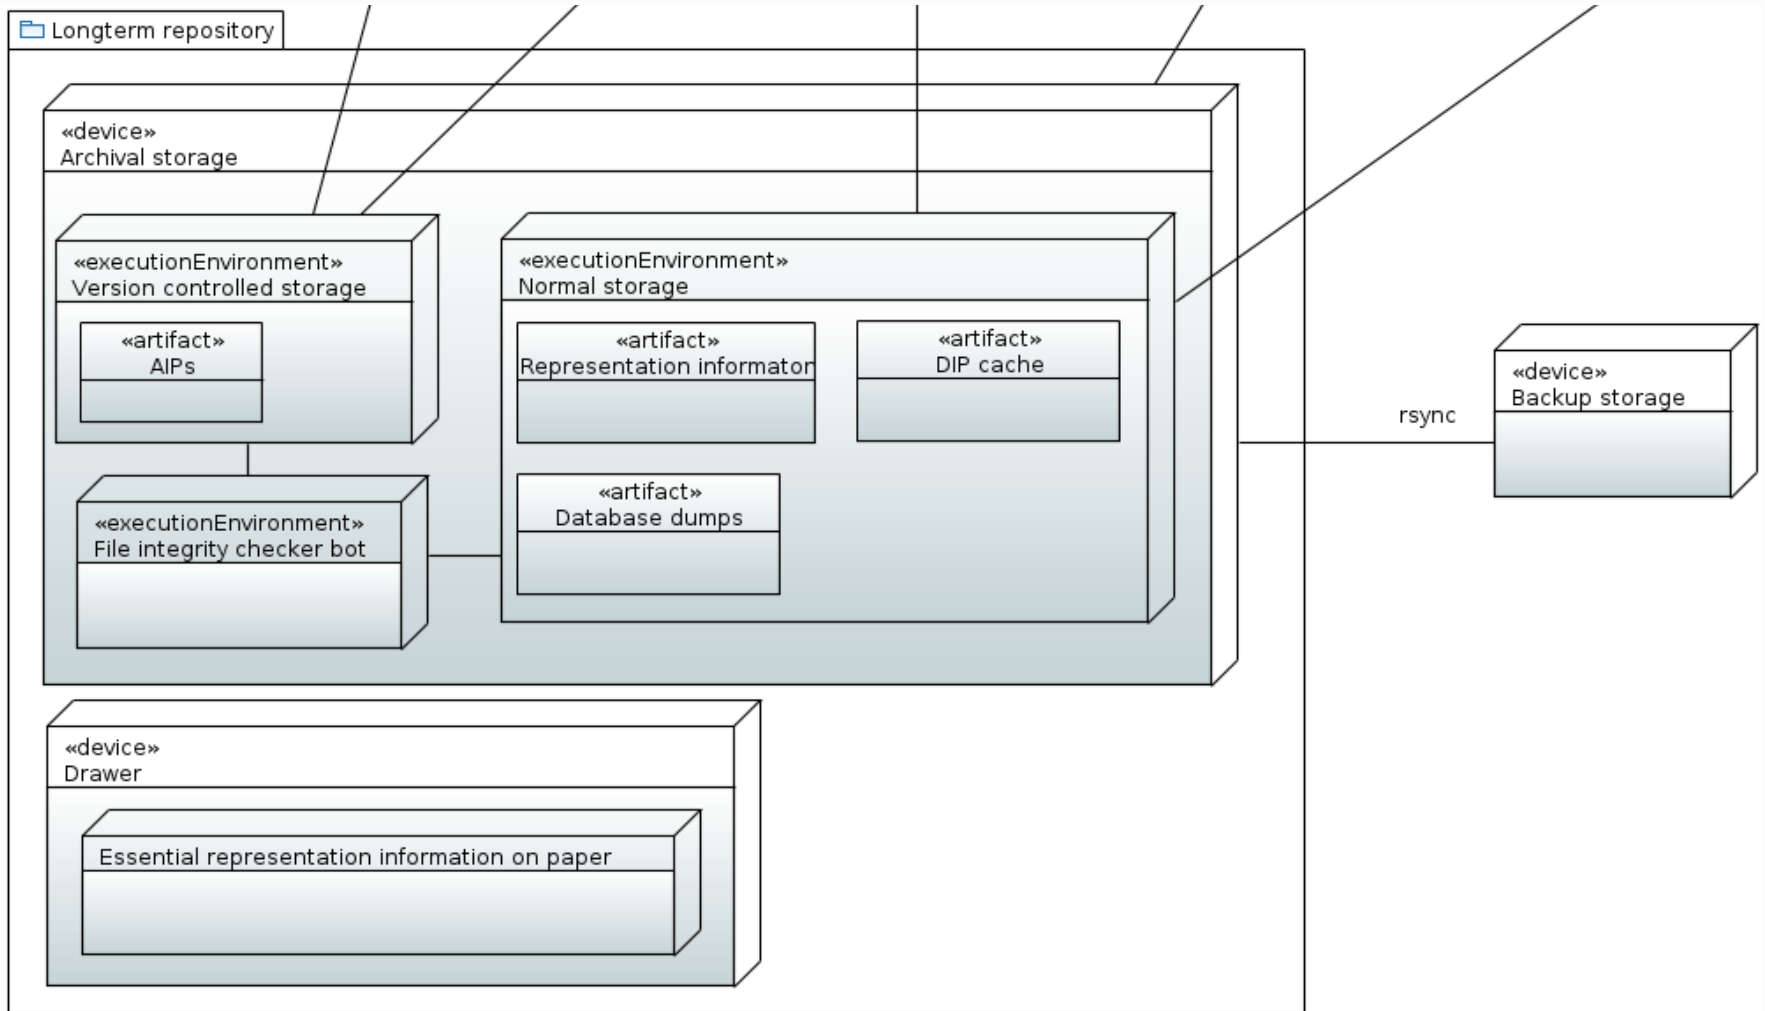 Longterm repository
«device»
Archival storage
«executionEnvironment»
Version controlled storage
«artifact»
AIPs
«executionEnvironment»
File integrity checker bot
«executionEnvironment»
Normal storage
«artifact»
Representation informaton
«artifact»
DIP cache
«artifact»
Database dumps
rsync
«device»
Backup storage
«device»
Drawer
Essential representation information on paper